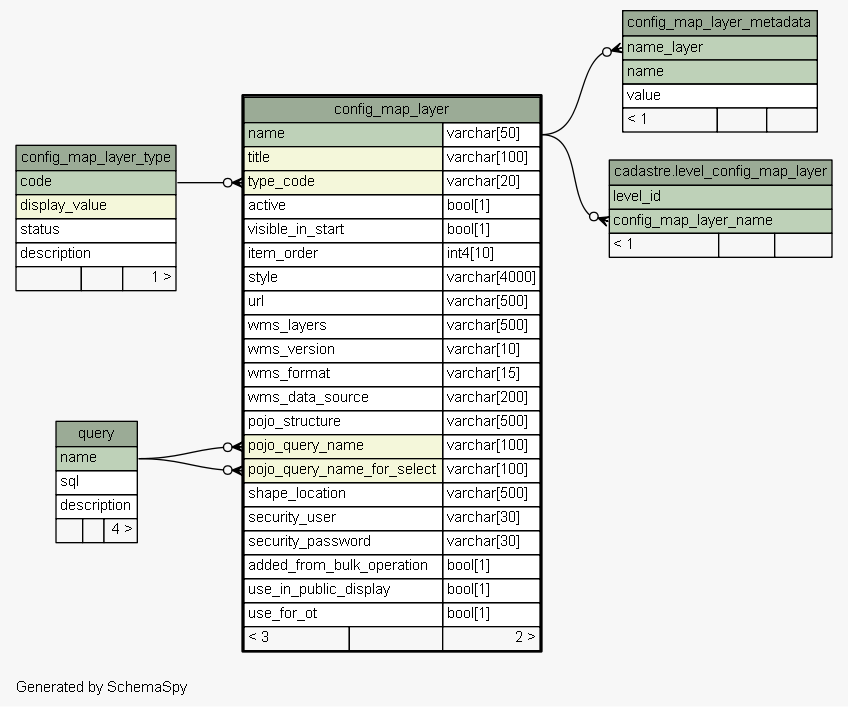 config_map_layer_metadata
name_layer
name
value
< 1
config_map_layer
name varchar[50]
title varchar[100]
type_code varchar[20]
active bool[1]
visible_in_start bool[1]
item_order int4[10]
style varchar[4000]
url varchar[500]
wms_layers varchar[500]
wms_version varchar[10]
wms_format varchar[15]
wms_data_source varchar[200]
pojo_structure varchar[500]
pojo_query_name varchar[100]
pojo_query_name_for_select varchar[100]
shape_location varchar[500]
security_user varchar[30]
security_password varchar[30]
added_from_bulk_operation bool[1]
use_in_public_display bool[1]
use_for_ot bool[1]
< 3 2 >
config_map_layer_type
code
display_value
status
description
1 >
cadastre.level_config_map_layer
level_id
config_map_layer_name
< 1
query
name
sql
description
4 >
Generated by SchemaSpy